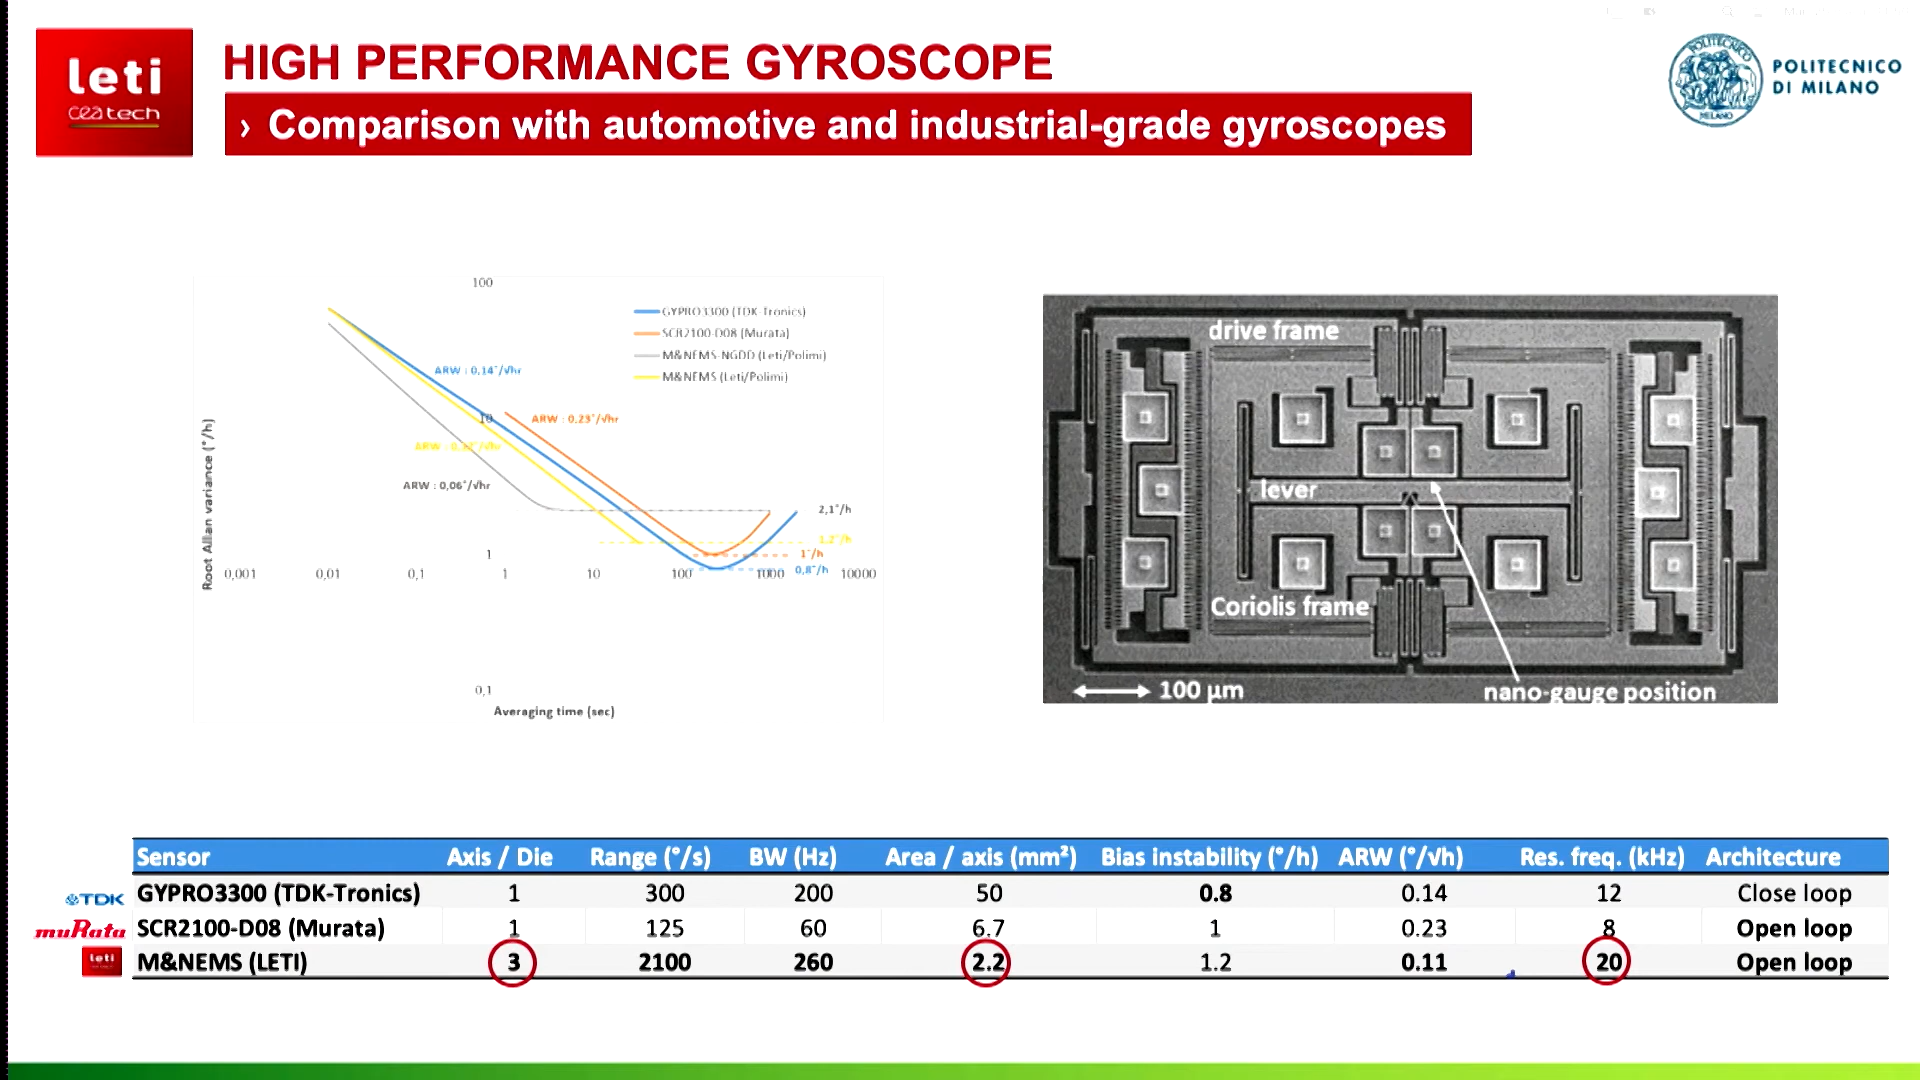 leti
ceatech
HIGH PERFORMANCE GYROSCOPE
› Comparison with automotive and industrial-grade gyroscopes
POLITECNICO
DI MILANO
100
GYPRO3300 (TDK-Tronics)
SCR2100-D08 (Murata)
M&NEMS-NGDD (Leti/Polimi)
M&NEMS (Leti/Polimi)
ARW : 0,14°/√hr
10
ARW : 0,23°/√hr
ARW :
ARW : 0,06°/√hr
2,1°/h
1,2°/h
1°/h
0,8°/h
1
0,001 0,01 0,1 1 10 100 1000 10000
0,1
Root Allan variance (°/h)
Averaging time (sec)
drive frame
lever
Coriolis frame
100 µm
nano-gauge position
Sensor Axis / Die Range (°/s) BW (Hz) Area / axis (mm²) Bias instability (°/h) ARW (°/√h) Res. freq. (kHz) Architecture
TDK GYPRO3300 (TDK-Tronics) 1 300 200 50 0.8 0.14 12 Close loop
muRata SCR2100-D08 (Murata) 1 125 60 6.7 1 0.23 8 Open loop
leti M&NEMS (LETI) 3 2100 260 2.2 1.2 0.11 20 Open loop